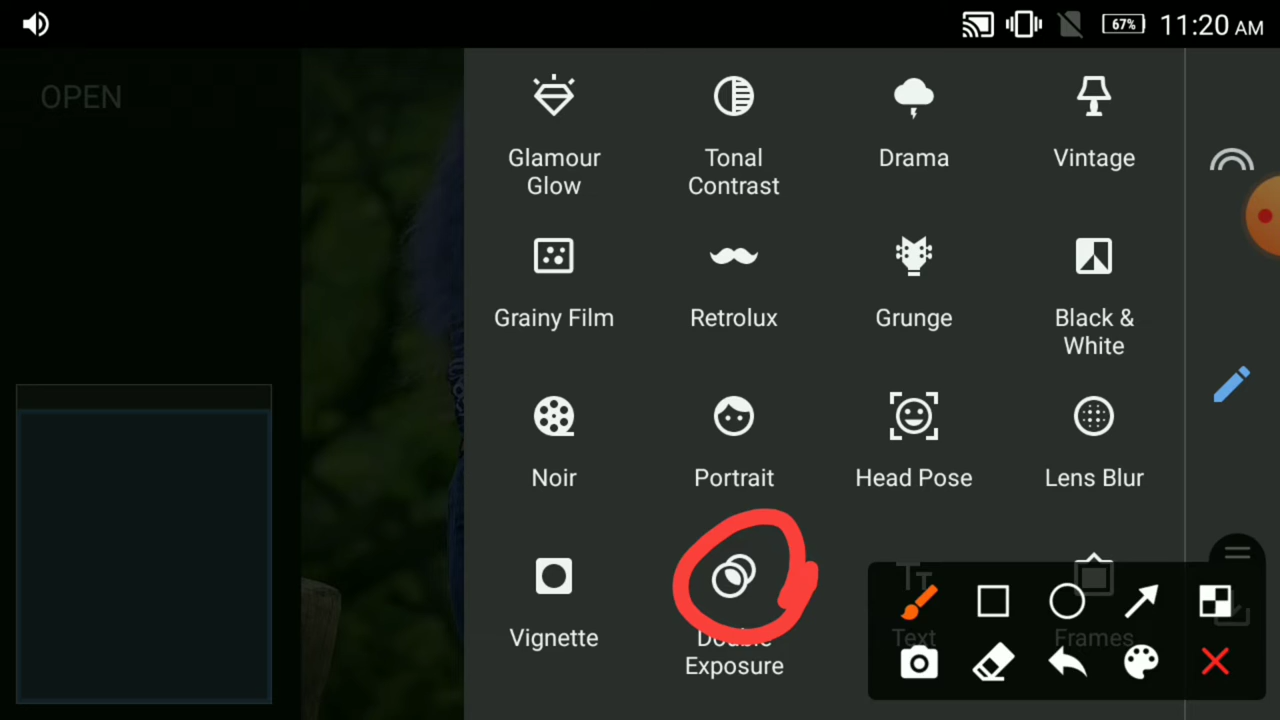 67%
11:20 AM
OPEN
Glamour
Glow
Tonal
Contrast
Drama
Vintage
Grainy Film
Retrolux
Grunge
Black &
White
Noir
Portrait
Head Pose
Lens Blur
Vignette
Double
Exposure
Text
Frames